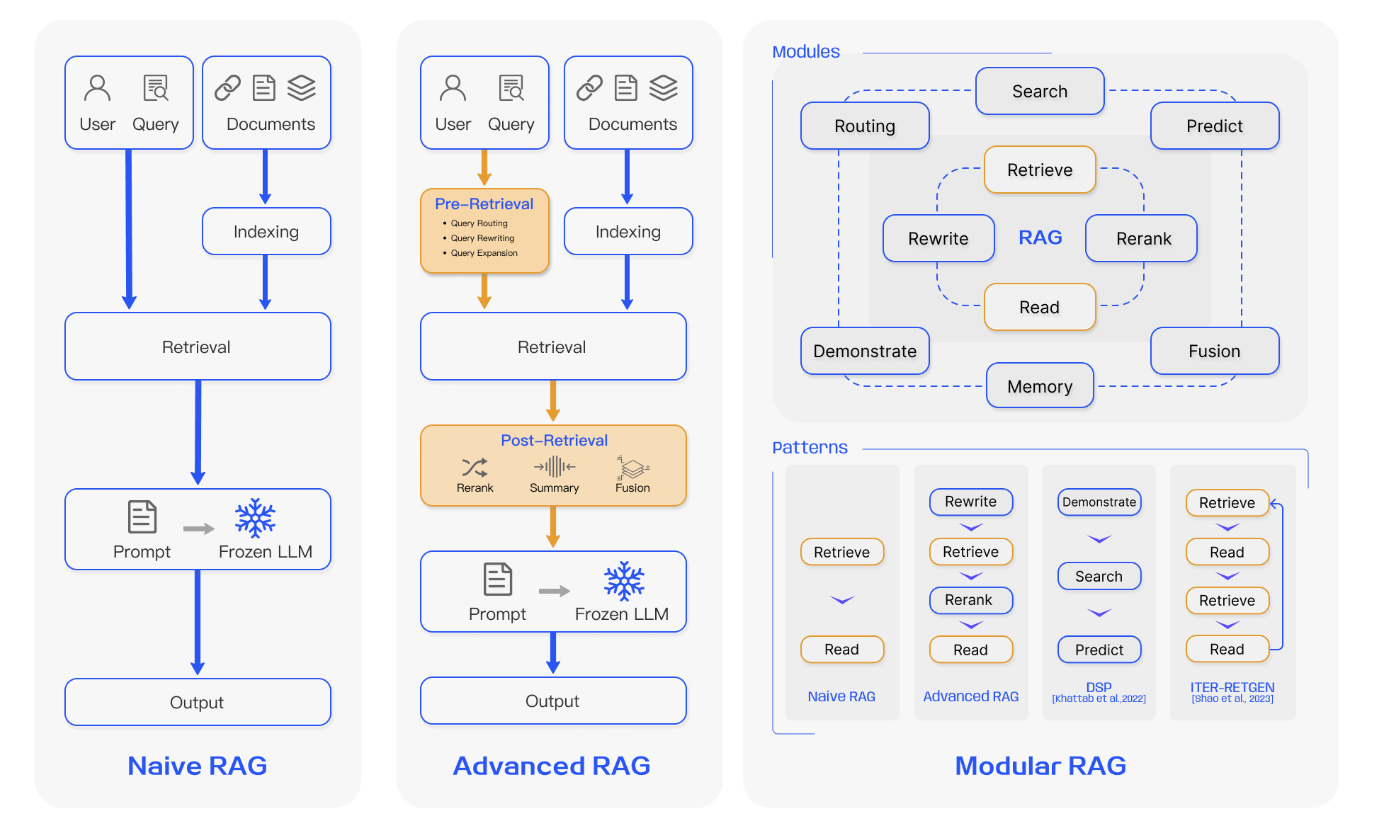 User Query
Documents
Indexing
Retrieval
Prompt
Frozen LLM
Output
Naive RAG
User Query
Documents
Pre-Retrieval
• Query Routing
• Query Rewriting
• Query Expansion
Indexing
Retrieval
Post-Retrieval
Rerank
Summary
Fusion
Prompt
Frozen LLM
Output
Advanced RAG
Modules
Search
Routing
Predict
Retrieve
Rewrite
RAG
Rerank
Read
Demonstrate
Fusion
Memory
Patterns
Retrieve
Read
Naive RAG
Rewrite
Retrieve
Rerank
Read
Advanced RAG
Demonstrate
Search
Predict
DSP
[Khattab et al.,2022]
Retrieve
Read
Retrieve
Read
ITER-RETGEN
[Shao et al., 2023]
Modular RAG